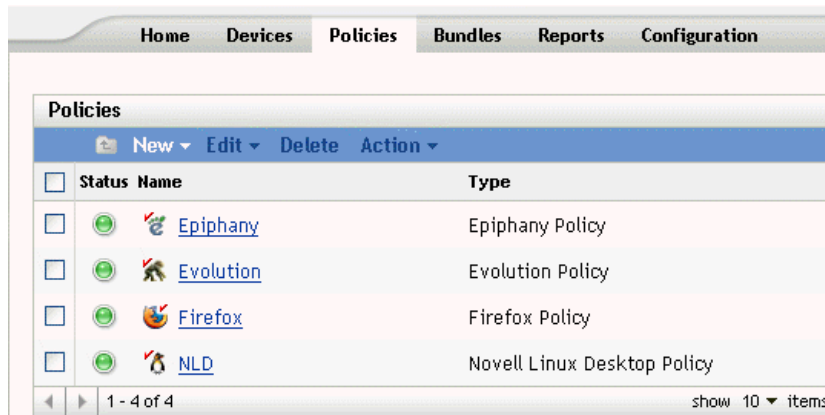 Home Devices Policies Bundles Reports Configuration
Policies
New Edit Delete Action
Status Name Type
Epiphany Epiphany Policy
Evolution Evolution Policy
Firefox Firefox Policy
NLD Novell Linux Desktop Policy
1 - 4 of 4 show 10 items